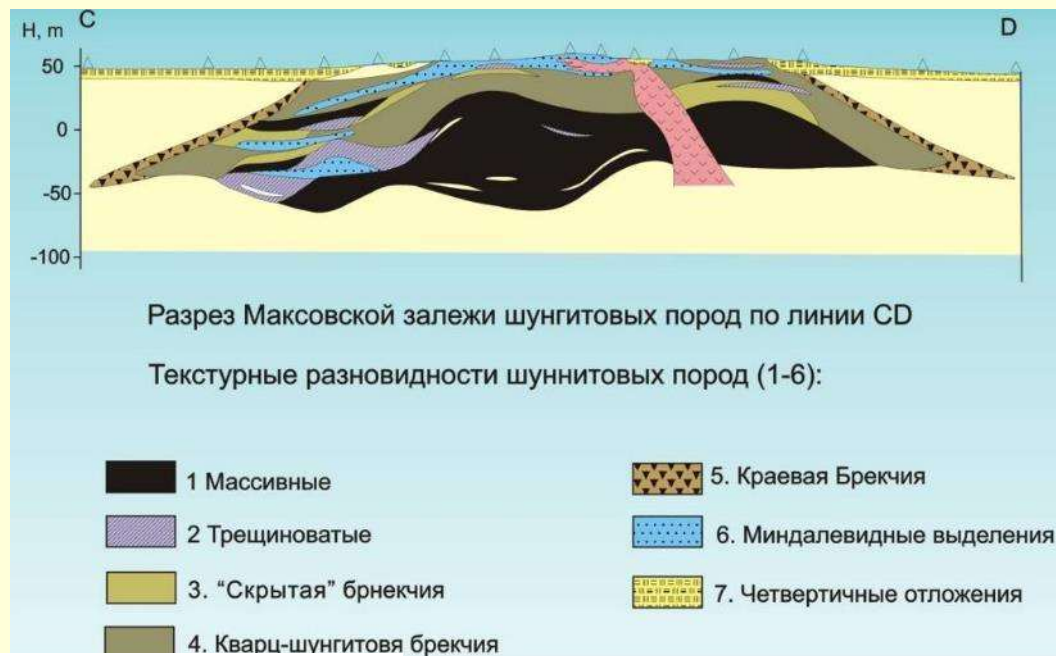 H, m C D
50
0
-50
-100
Разрез Максовской залежи шунгитовых пород по линии CD
Текстурные разновидности шуннитовых пород (1-6):
1 Массивные
2 Трещиноватые
3. “Скрытая” брнекчия
4. Кварц-шунгитовя брекчия
5. Краевая Брекчия
6. Миндалевидные выделения
7. Четвертичные отложения